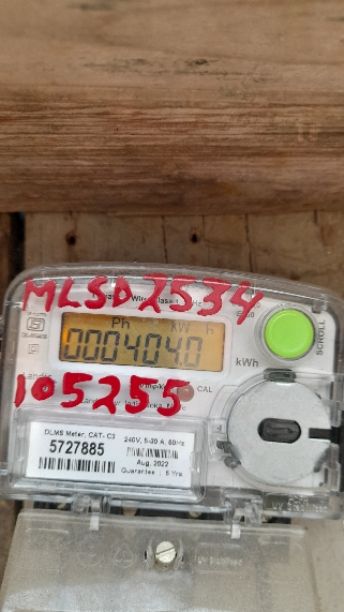 MLSD2534
Ph kW h
000404.0
kWh
SCROLL
105255
CAL
DLMS Meter, CAT- C3
240V, 5-30 A, 50Hz
5727885
Aug. 2022
Guarantee : 5 Yrs